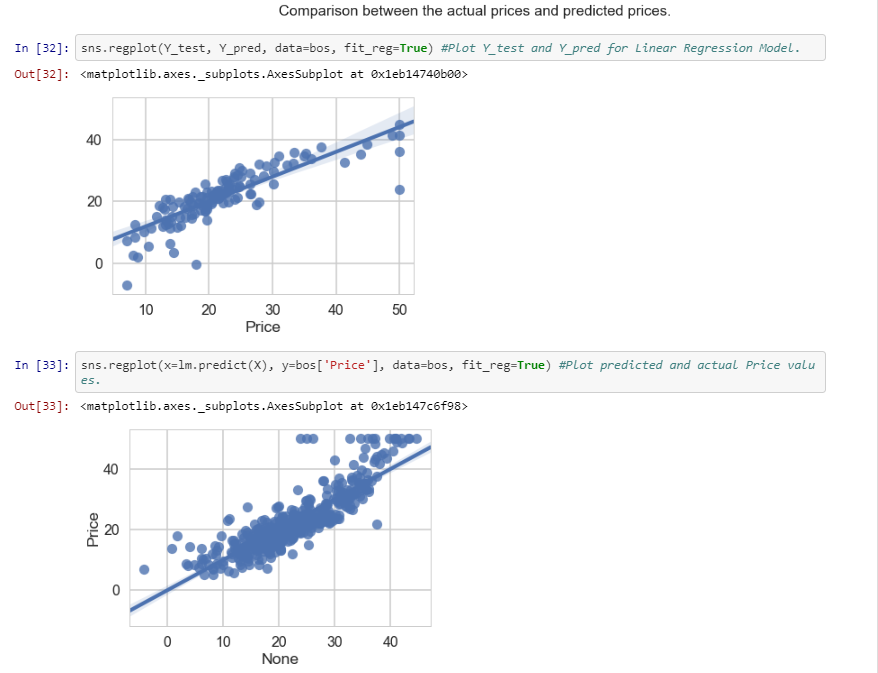 Comparison between the actual prices and predicted prices.
In [32]: sns.regplot(Y_test, Y_pred, data=bos, fit_reg=True) #Plot Y_test and Y_pred for Linear Regression Model.
Out[32]: <matplotlib.axes._subplots.AxesSubplot at 0x1eb14740b00>
40
20
0
10 20 30 40 50
Price
In [33]: sns.regplot(x=lm.predict(X), y=bos['Price'], data=bos, fit_reg=True) #Plot predicted and actual Price valu
es.
Out[33]: <matplotlib.axes._subplots.AxesSubplot at 0x1eb147c6f98>
Price
40
20
0
0 10 20 30 40
None